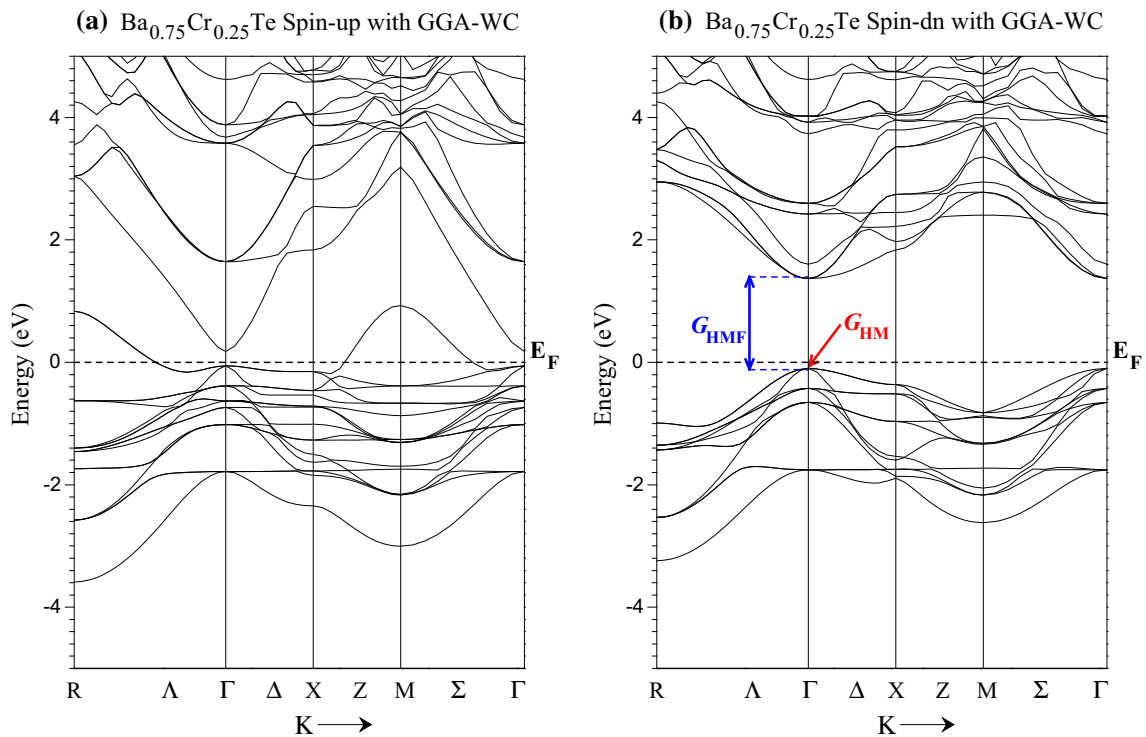 (a) Ba0.75Cr0.25Te Spin-up with GGA-WC
(b) Ba0.75Cr0.25Te Spin-dn with GGA-WC
Energy (eV)
4
2
0
-2
-4
R Λ Γ Δ X Z M Σ Γ
K
EF
Energy (eV)
4
2
0
-2
-4
GHMF
GHM
R Λ Γ Δ X Z M Σ Γ
K
EF